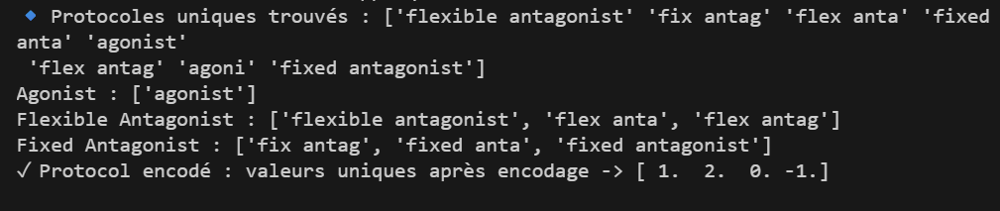 🔹 Protocoles uniques trouvés : ['flexible antagonist' 'fix antag' 'flex anta' 'fixed
anta' 'agonist'
 'flex antag' 'agoni' 'fixed antagonist']
Agonist : ['agonist']
Flexible Antagonist : ['flexible antagonist', 'flex anta', 'flex antag']
Fixed Antagonist : ['fix antag', 'fixed anta', 'fixed antagonist']
✓ Protocol encodé : valeurs uniques après encodage -> [ 1.  2.  0. -1.]